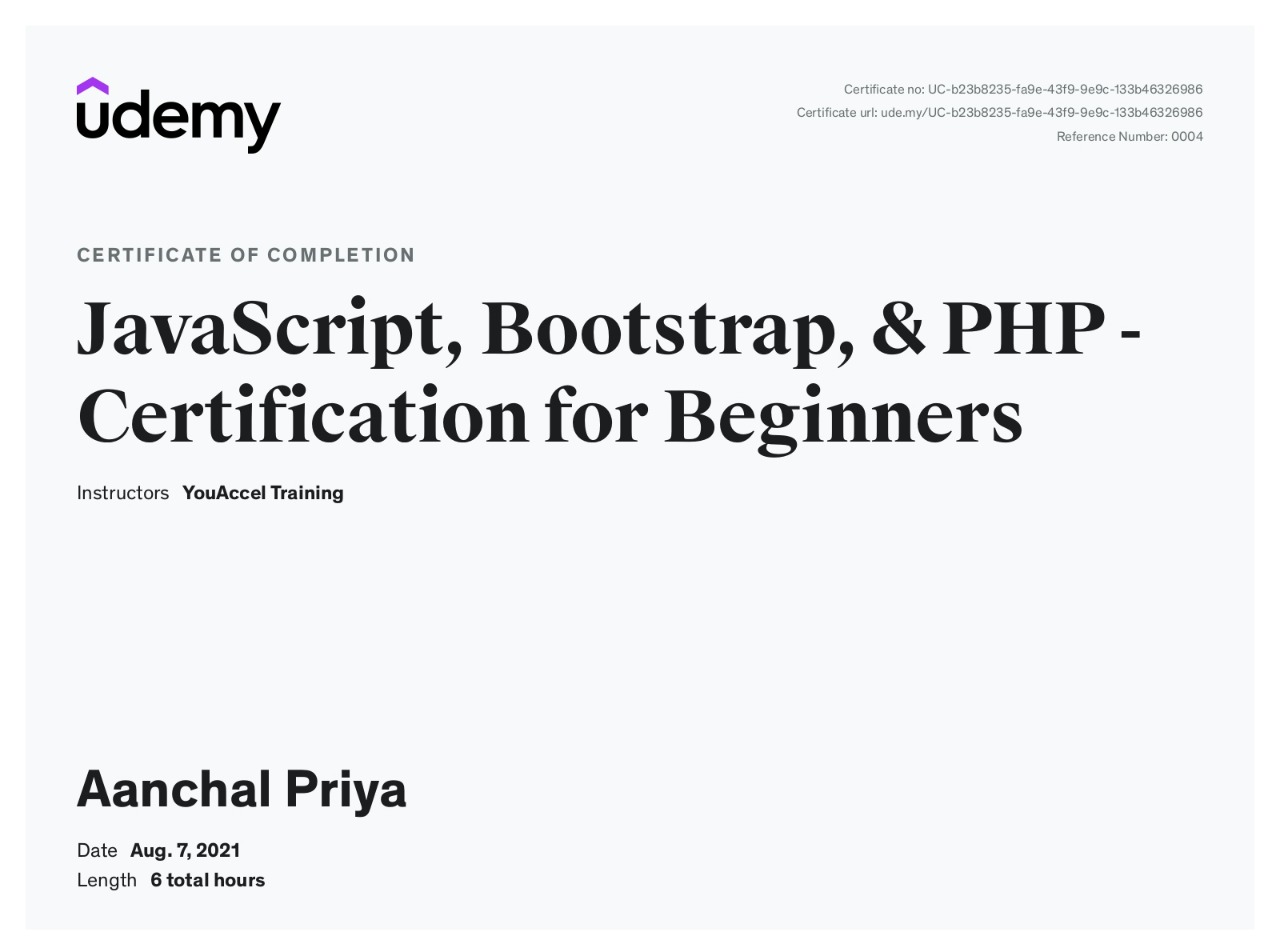 udemy
Certificate no: UC-b23b8235-fa9e-43f9-9e9c-133b46326986
Certificate url: ude.my/UC-b23b8235-fa9e-43f9-9e9c-133b46326986
Reference Number: 0004
CERTIFICATE OF COMPLETION
JavaScript, Bootstrap, & PHP -
Certification for Beginners
Instructors YouAccel Training
Aanchal Priya
Date Aug. 7, 2021
Length 6 total hours